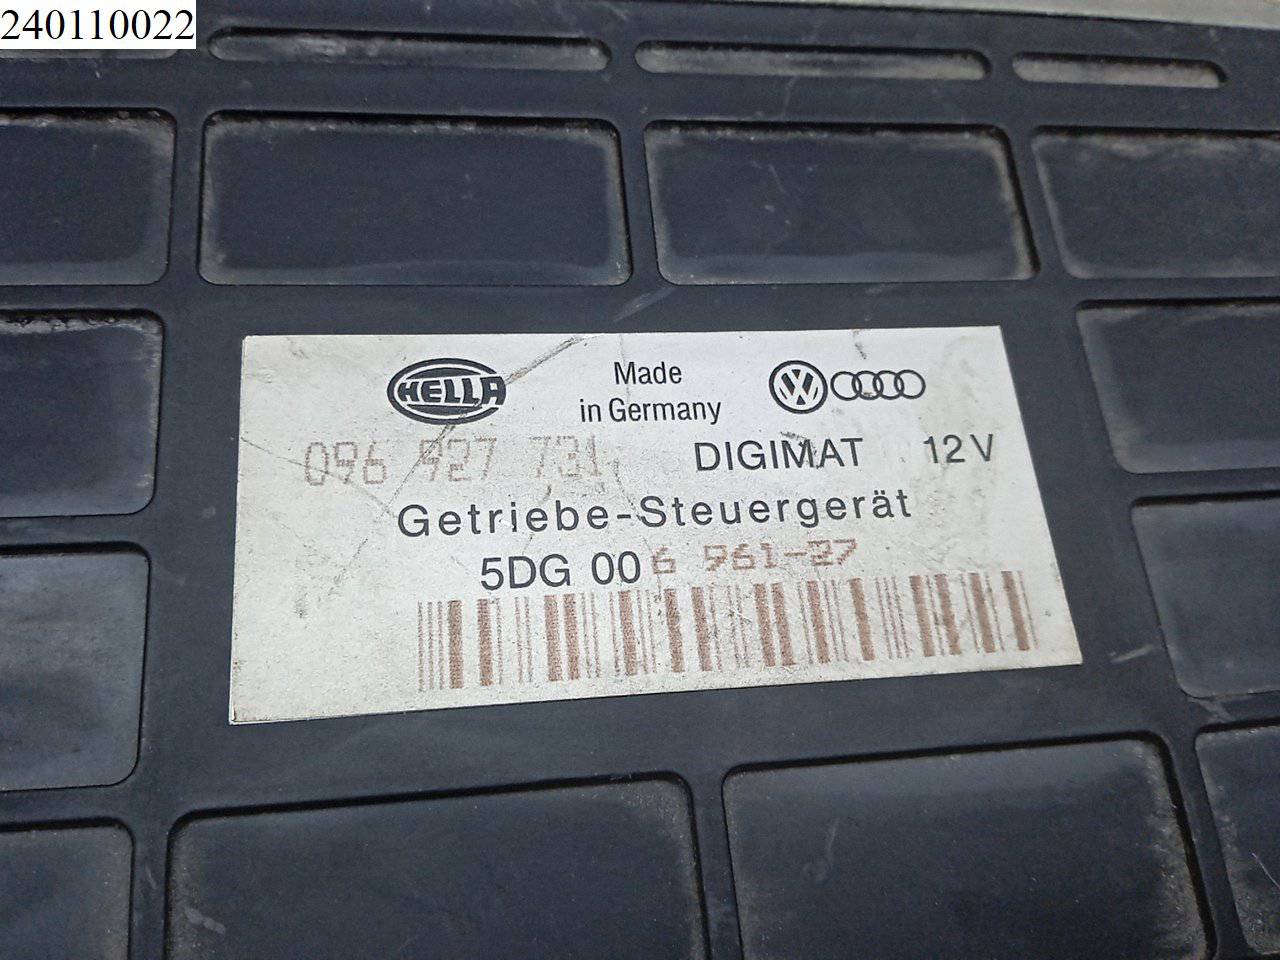 240110022
HELLA
Made
in Germany
096 927 731
DIGIMAT 12V
Getriebe-Steuergerät
5DG 006 961-27